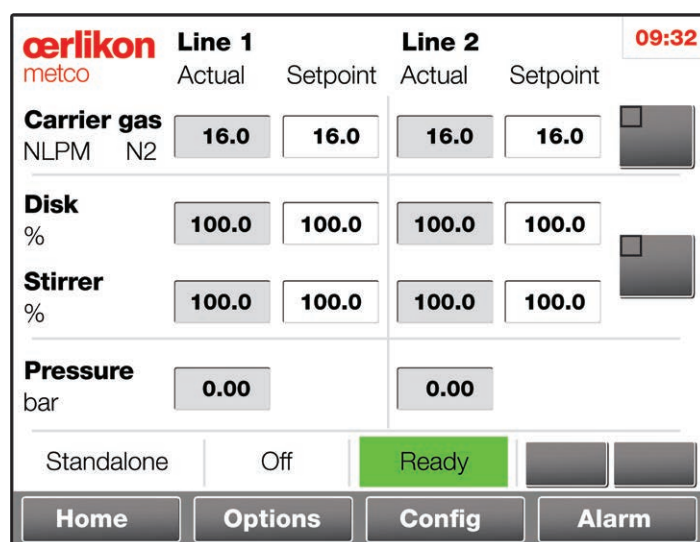 œrlikon
metco
Line 1 Line 2 09:32
Actual Setpoint Actual Setpoint
Carrier gas
NLPM N2 16.0 16.0 16.0 16.0
Disk
% 100.0 100.0 100.0 100.0
Stirrer
% 100.0 100.0 100.0 100.0
Pressure
bar 0.00 0.00
Standalone Off Ready
Home Options Config Alarm